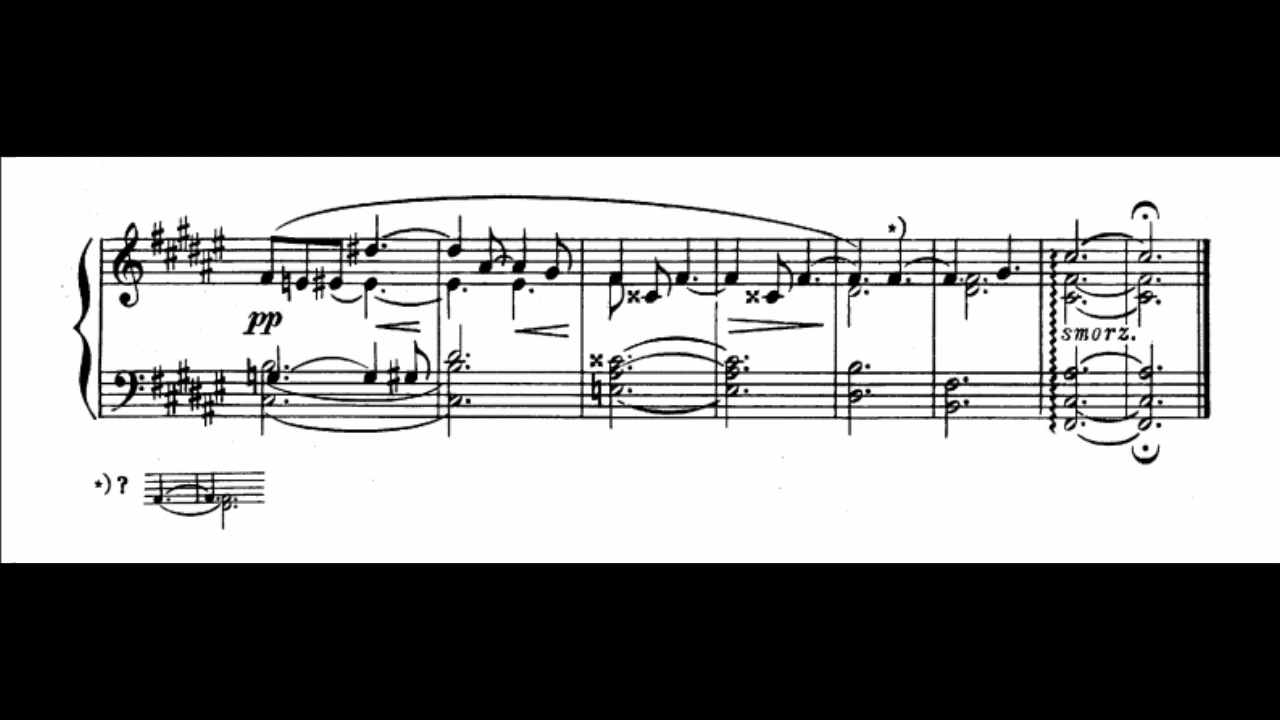 *)
pp
smorz.
*) ?